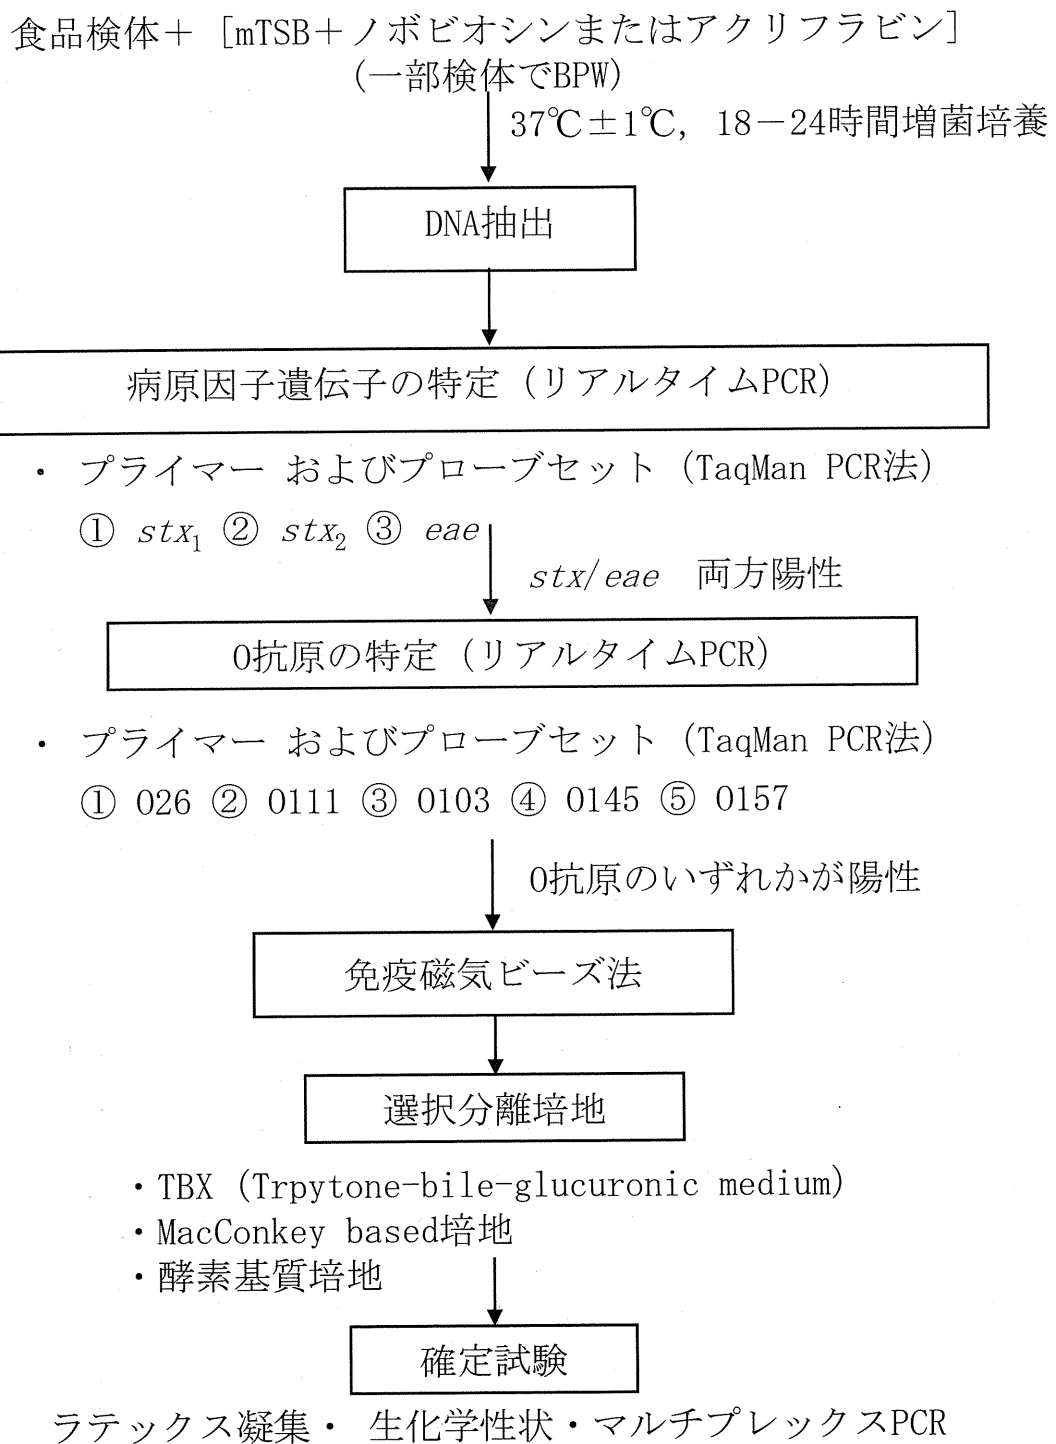 食品検体＋［mTSB＋ノボビオシンまたはアクリフラビン］
(一部検体でBPW)
37℃±1℃, 18－24時間増菌培養
DNA抽出
病原因子遺伝子の特定（リアルタイムPCR）
・ プライマー およびプローブセット（TaqMan PCR法）
① stx1 ② stx2 ③ eae
stx/eae 両方陽性
O抗原の特定（リアルタイムPCR）
・ プライマー およびプローブセット（TaqMan PCR法）
① O26 ② O111 ③ O103 ④ O145 ⑤ O157
O抗原のいずれかが陽性
免疫磁気ビーズ法
選択分離培地
・TBX (Trpytone-bile-glucuronic medium)
・MacConkey based培地
・酵素基質培地
確定試験
ラテックス凝集・ 生化学性状・マルチプレックスPCR